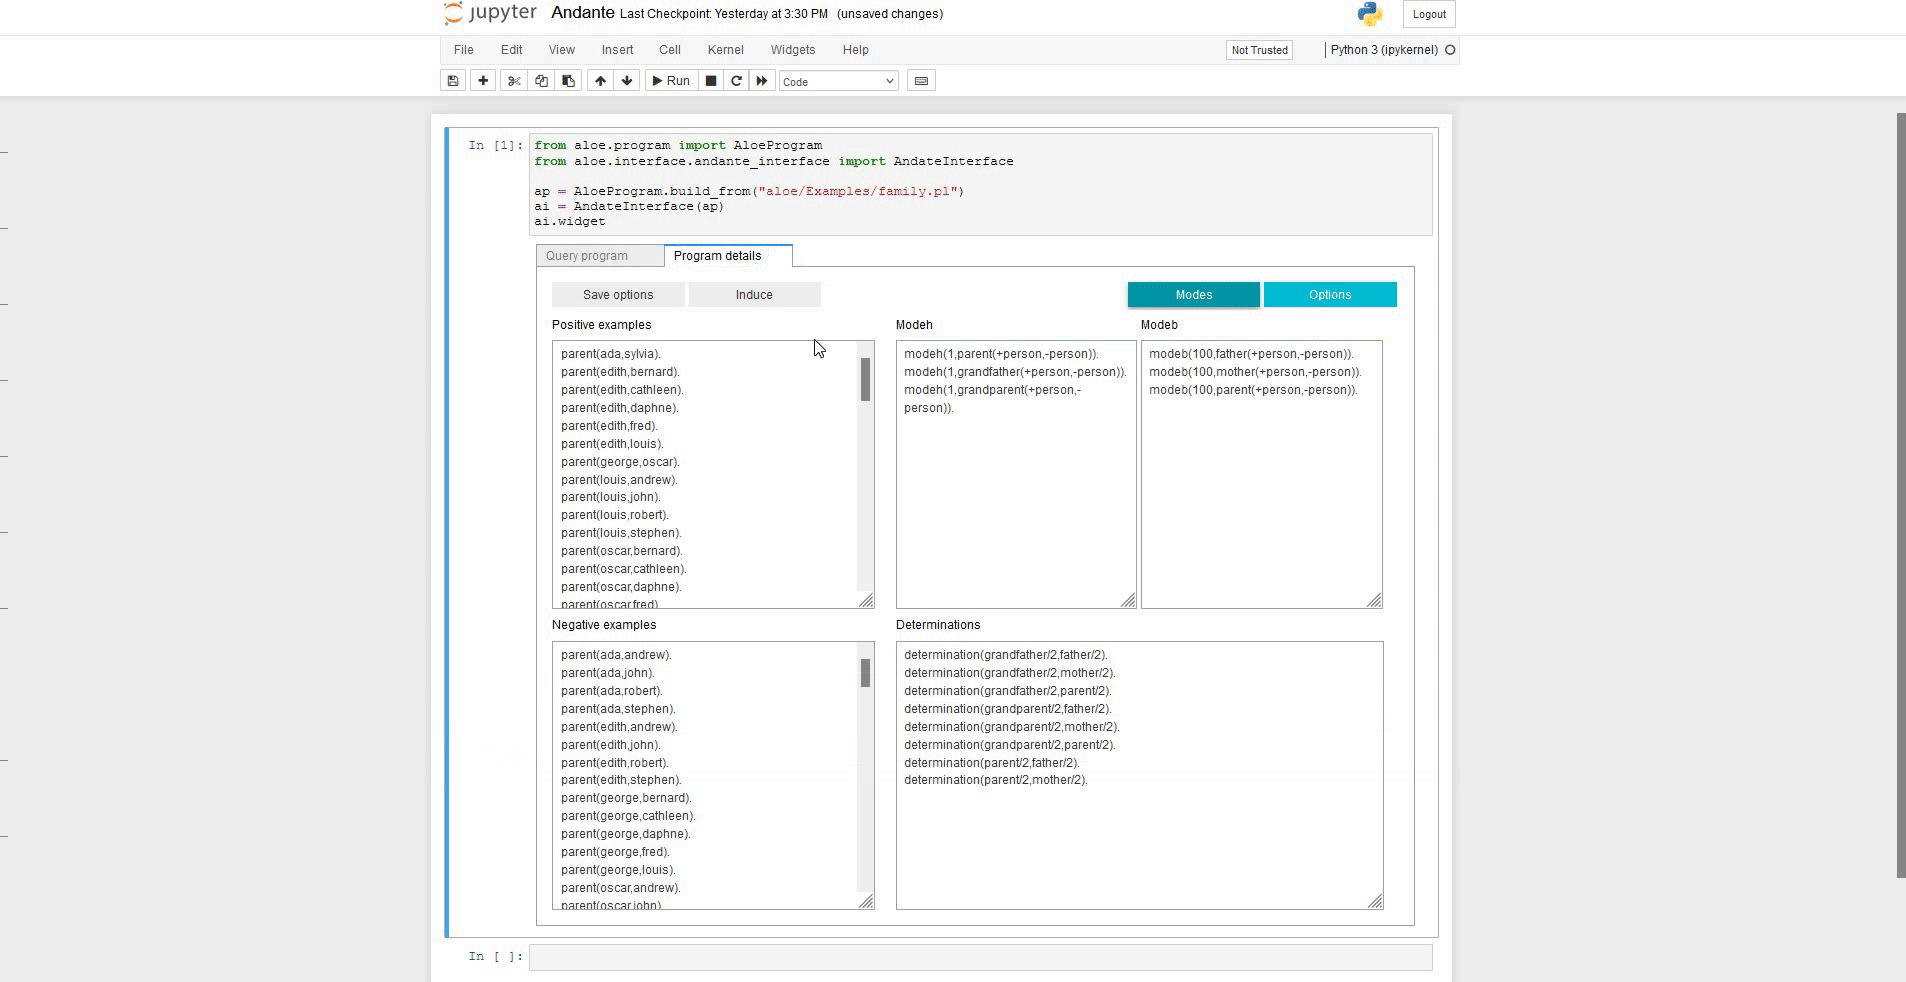 jupyter Andante Last Checkpoint: Yesterday at 3:30 PM (unsaved changes)
Logout
File Edit View Insert Cell Kernel Widgets Help
Not Trusted
Python 3 (ipykernel)
Run
Code
In [1]:
from aloe.program import AloeProgram
from aloe.interface.andante_interface import AndateInterface
ap = AloeProgram.build_from("aloe/Examples/family.pl")
ai = AndateInterface(ap)
ai.widget
Query program
Program details
Save options
Induce
Modes
Options
Positive examples
parent(ada,sylvia).
parent(edith,bernard).
parent(edith,cathleen).
parent(edith,daphne).
parent(edith,fred).
parent(edith,louis).
parent(george,oscar).
parent(louis,andrew).
parent(louis,john).
parent(louis,robert).
parent(louis,stephen).
parent(oscar,bernard).
parent(oscar,cathleen).
parent(oscar,daphne).
parent(oscar,fred)
Modeh
modeh(1,parent(+person,-person)).
modeh(1,grandfather(+person,-person)).
modeh(1,grandparent(+person,-
person)).
Modeb
modeb(100,father(+person,-person)).
modeb(100,mother(+person,-person)).
modeb(100,parent(+person,-person)).
Negative examples
parent(ada,andrew).
parent(ada,john).
parent(ada,robert).
parent(ada,stephen).
parent(edith,andrew).
parent(edith,john).
parent(edith,robert).
parent(edith,stephen).
parent(george,bernard).
parent(george,cathleen).
parent(george,daphne).
parent(george,fred).
parent(george,louis).
parent(oscar,andrew).
parent(oscar,john)
Determinations
determination(grandfather/2,father/2).
determination(grandfather/2,mother/2).
determination(grandfather/2,parent/2).
determination(grandparent/2,father/2).
determination(grandparent/2,mother/2).
determination(grandparent/2,parent/2).
determination(parent/2,father/2).
determination(parent/2,mother/2).
In [ ]: